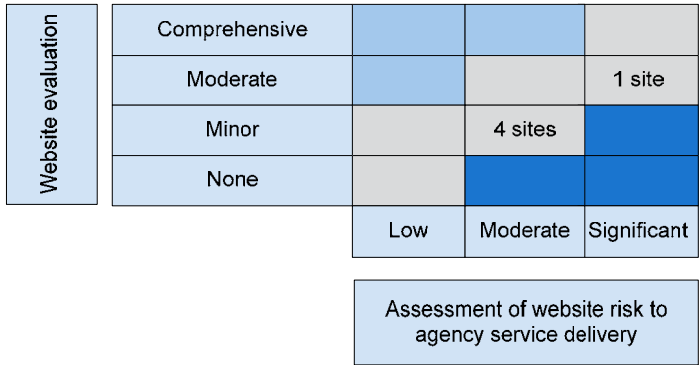 Website evaluation
Comprehensive
Moderate
1 site
Minor
4 sites
None
Low
Moderate
Significant
Assessment of website risk to
agency service delivery